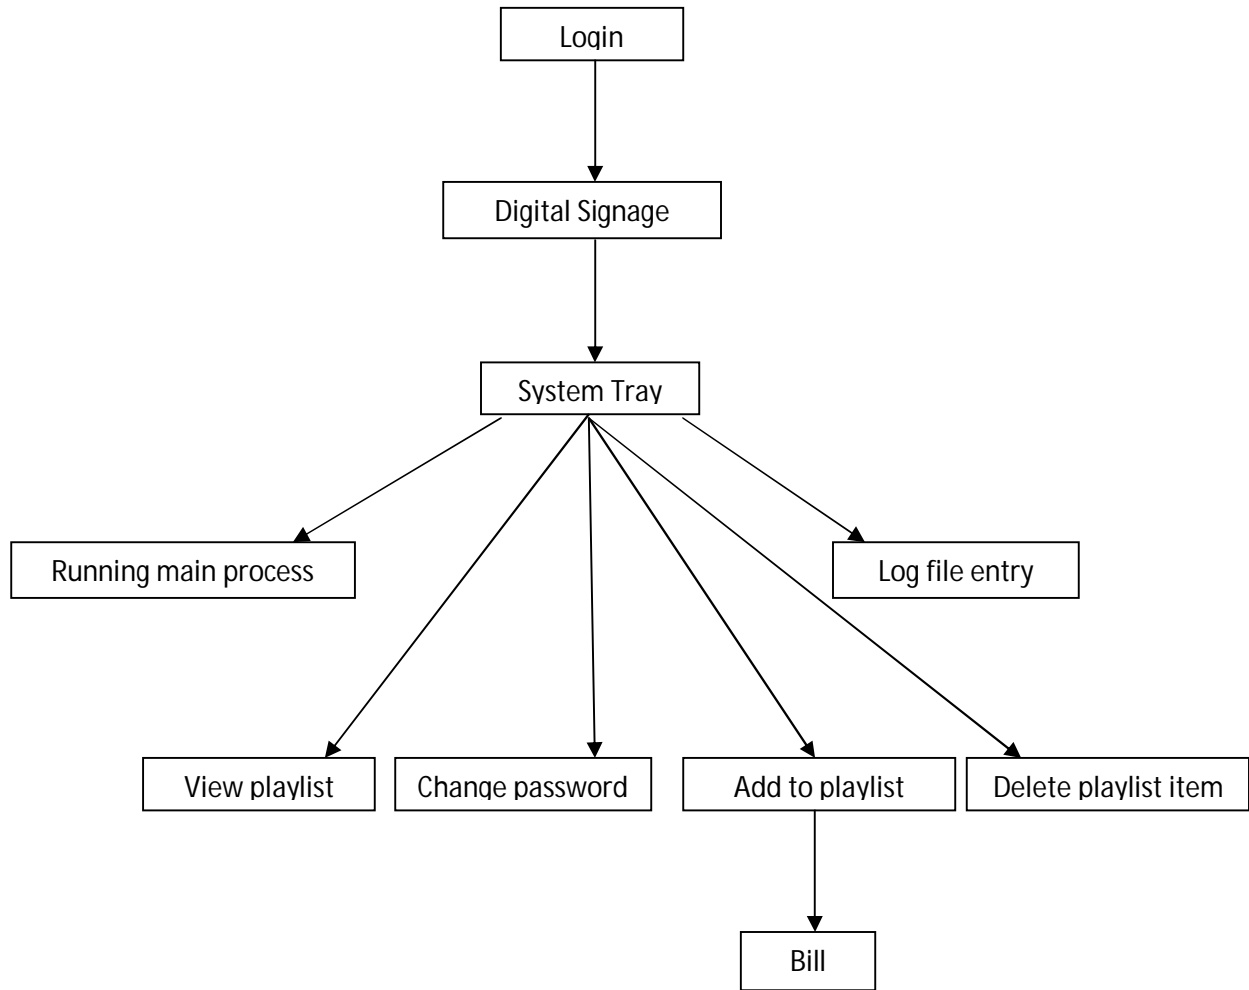 Login
Digital Signage
System Tray
Running main process
Log file entry
View playlist
Change password
Add to playlist
Delete playlist item
Bill